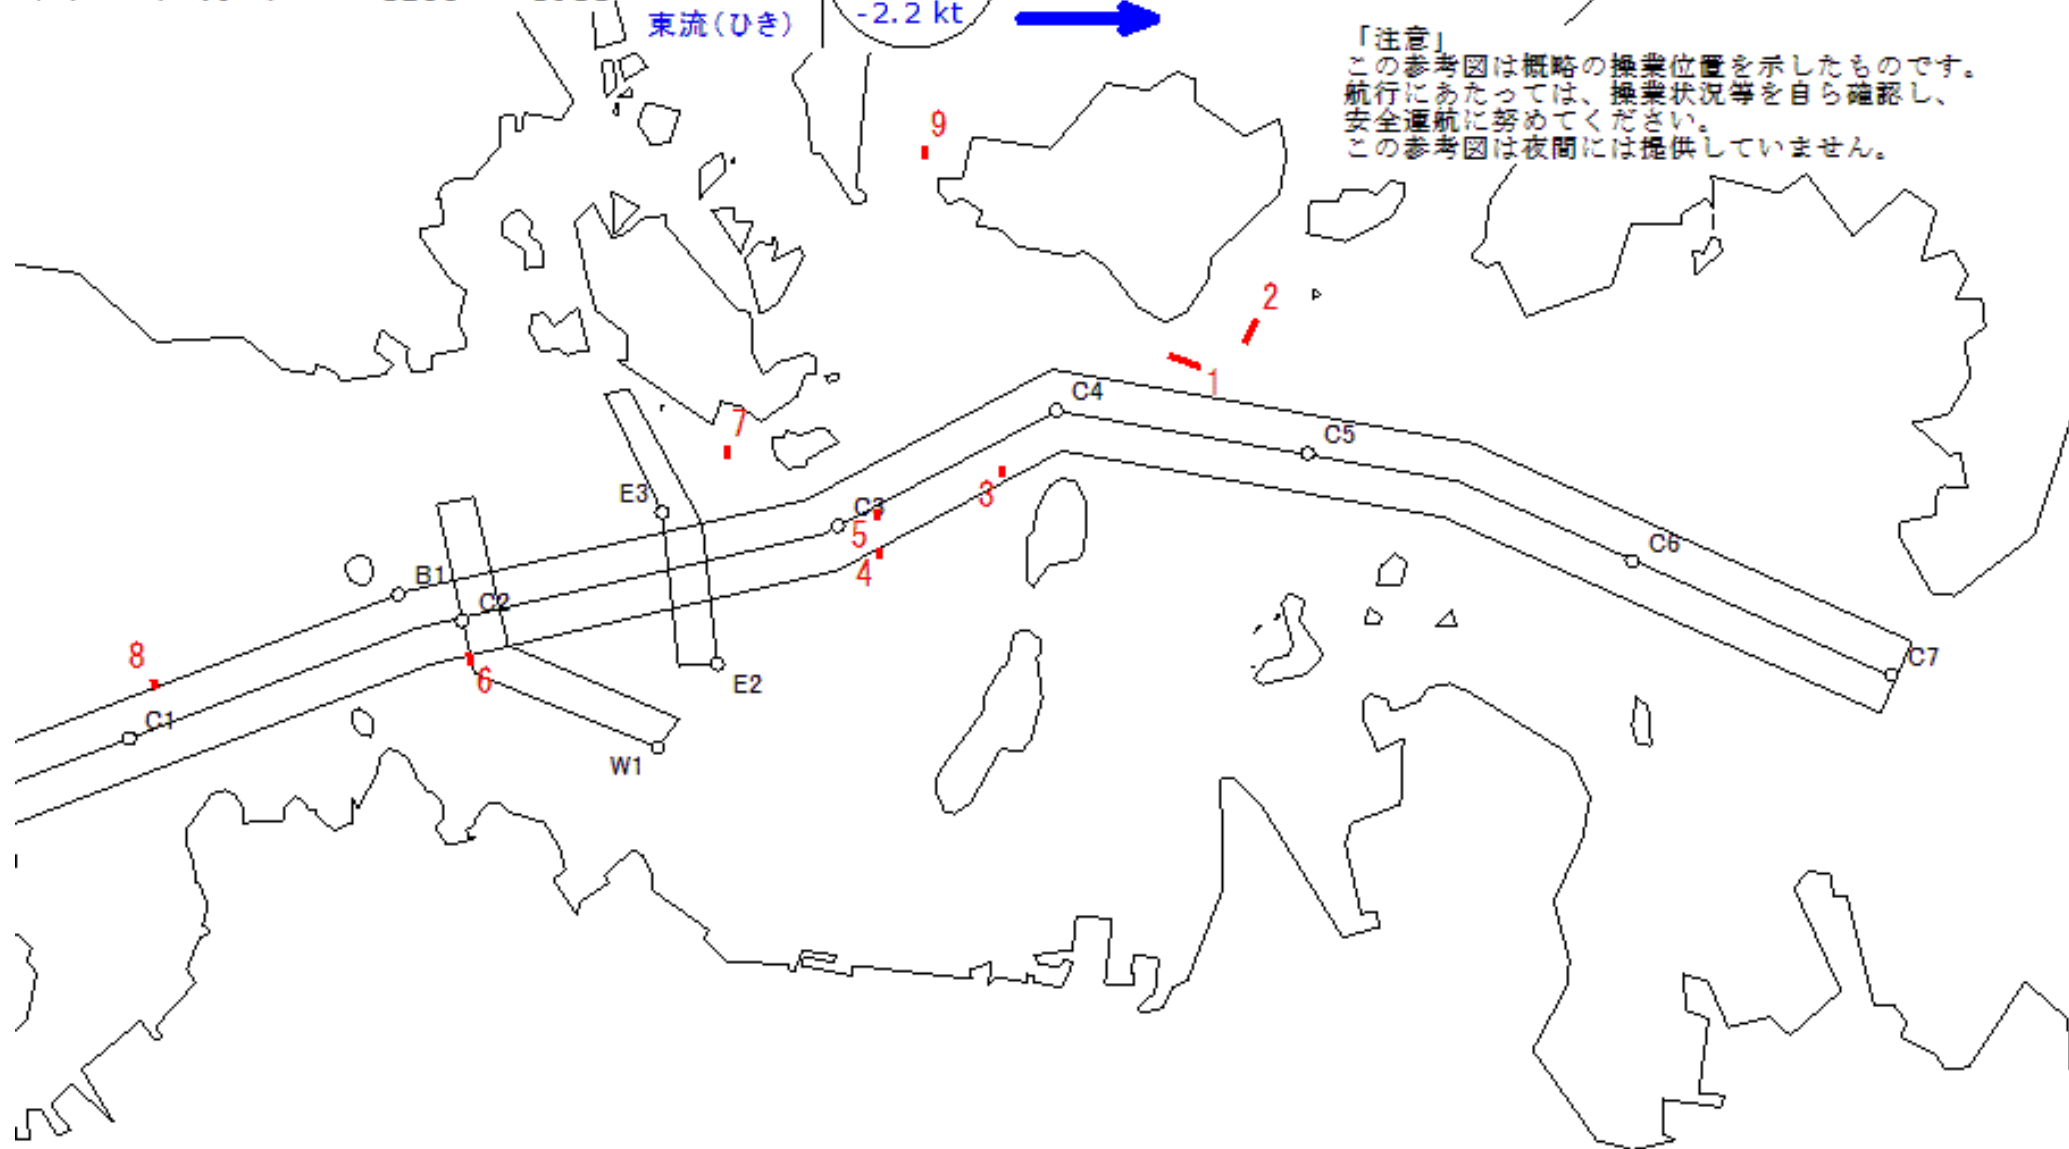 東流(ひき)
-2.2 kt
「注意」
この参考図は概略の操業位置を示したものです。
航行にあたっては、操業状況等を自ら確認し、
安全運航に努めてください。
この参考図は夜間には提供していません。
9
2
1
C4
C5
7
3
E3
C3
5
4
C6
B1
C2
8
6
E2
C7
C1
W1